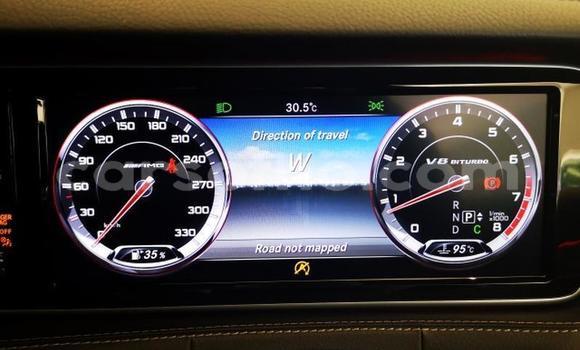 30.5°c
Direction of travel
W
Road not mapped
0 30 60 90 120 150 180 210 240 270 300 330
AMG
35 %
1 2 3 4 5 6 7 8
V8 BITURBO
P
R
N P
D C
1/min
x1000
95°C
OFF